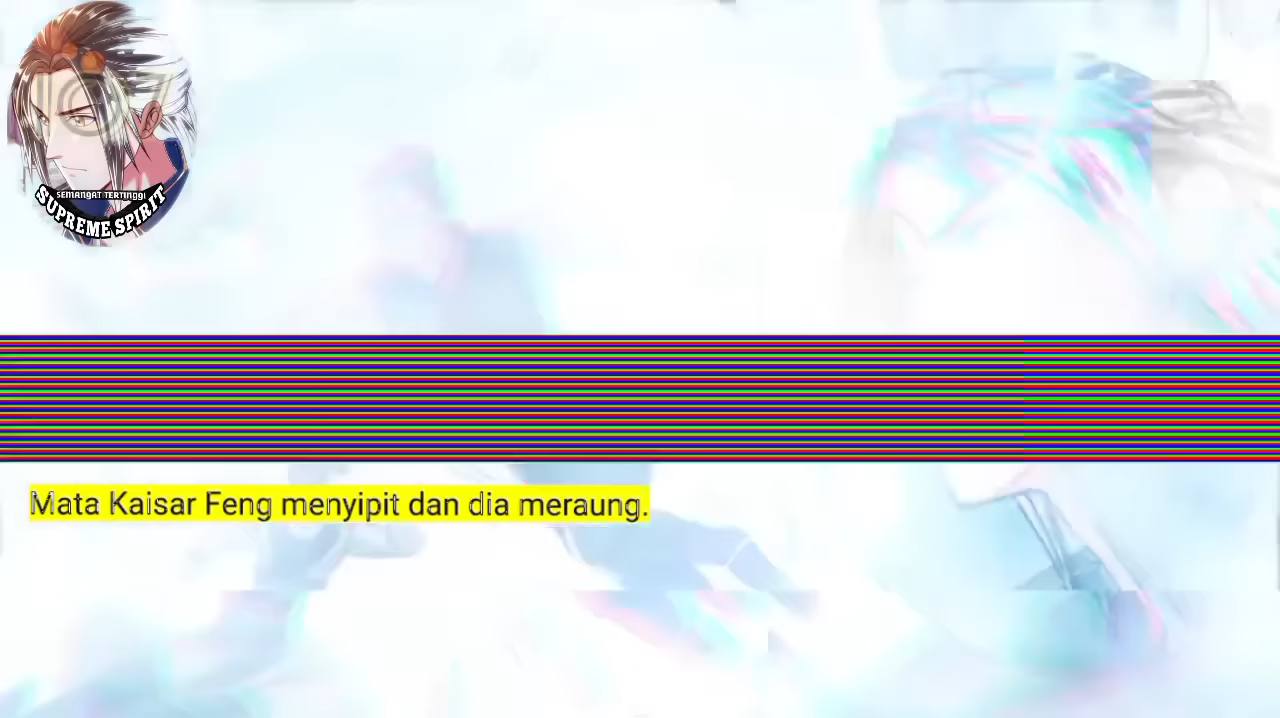 SEMANGAT TERTINGGI
SUPREME SPIRIT
Mata Kaisar Feng menyipit dan dia meraung.